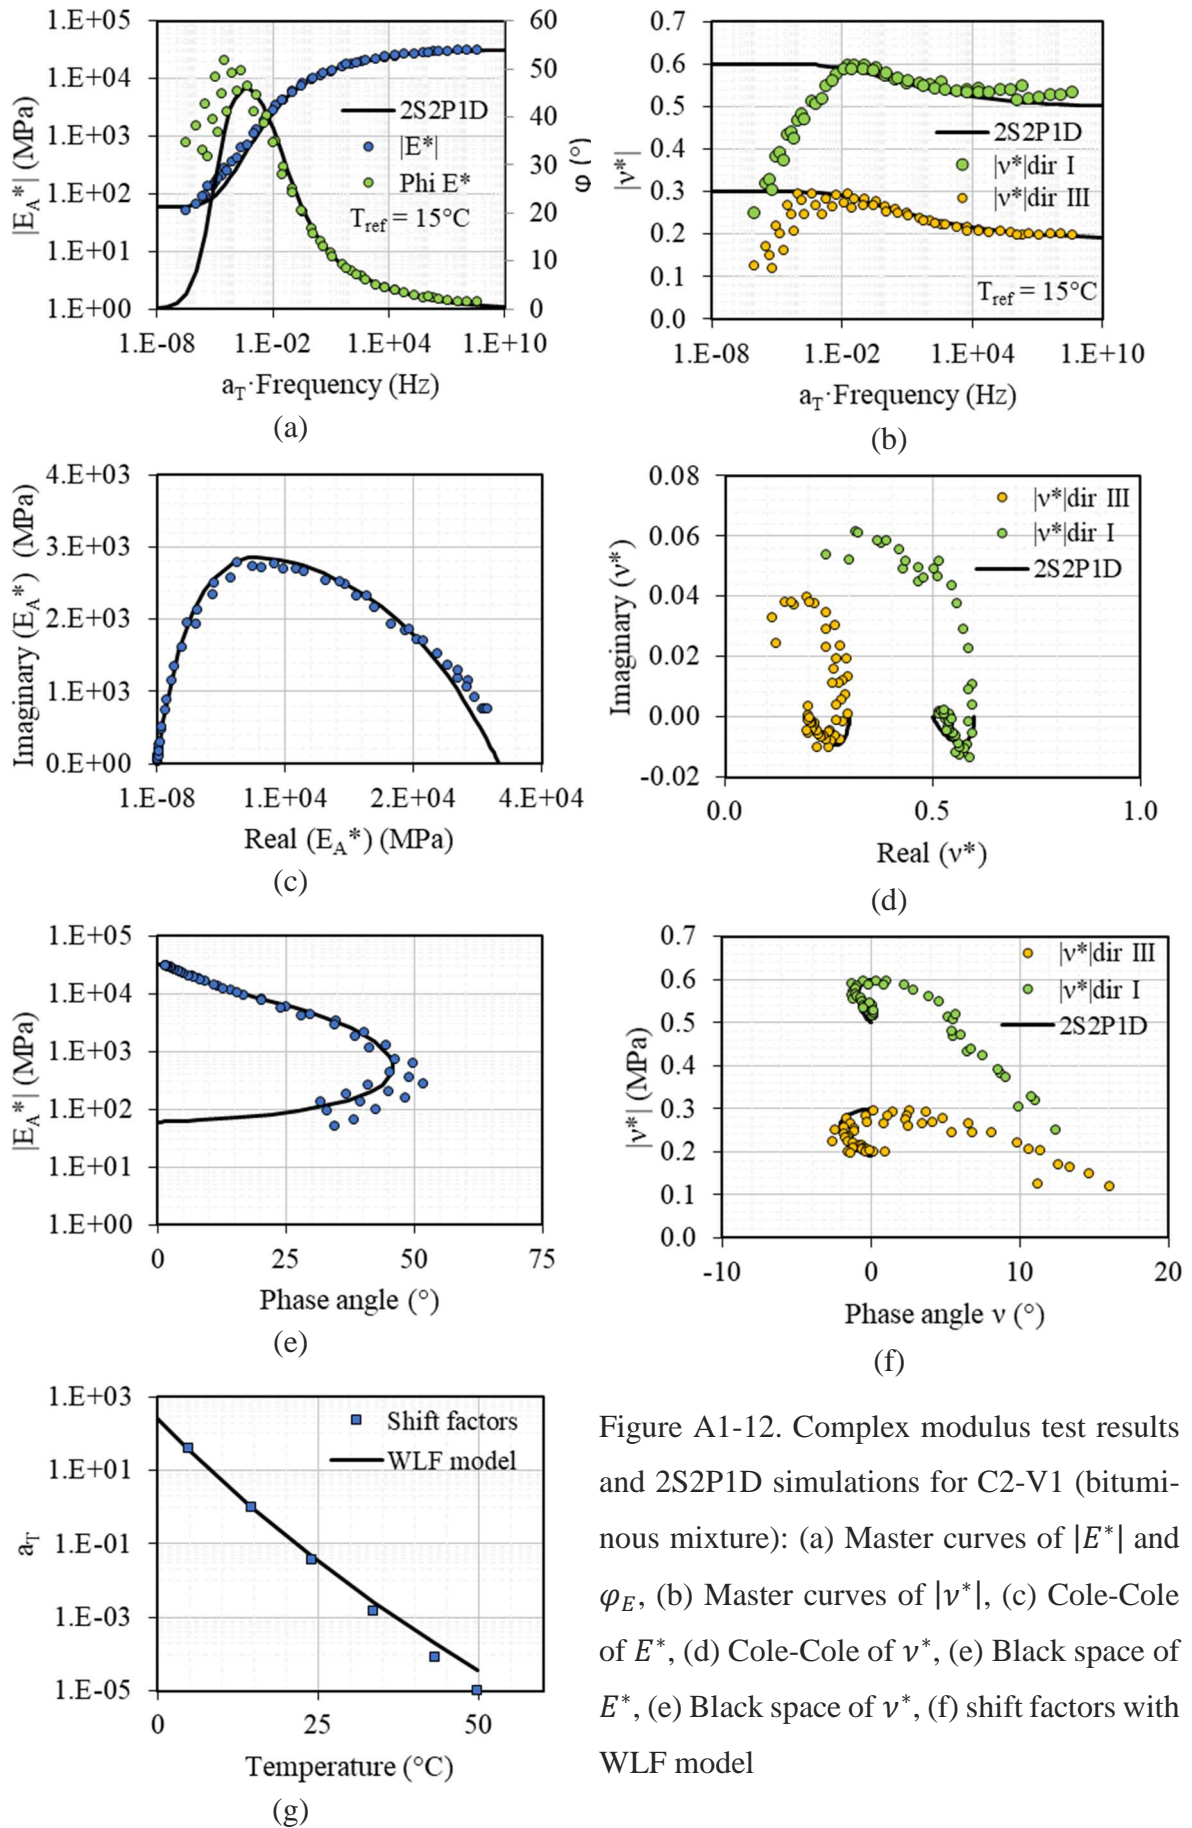 1.E+05
1.E+04
1.E+03
1.E+02
1.E+01
1.E+00
|E_A*| (MPa)
60
50
40
30
20
10
0
φ (°)
2S2P1D
|E*|
Phi E*
T_ref = 15°C
1.E-08 1.E-02 1.E+04 1.E+10
a_T·Frequency (Hz)
(a)
0.7
0.6
0.5
0.4
0.3
0.2
0.1
0.0
|ν*|
2S2P1D
|ν*|dir I
|ν*|dir III
T_ref = 15°C
1.E-08 1.E-02 1.E+04 1.E+10
a_T·Frequency (Hz)
(b)
4.E+03
3.E+03
2.E+03
1.E+03
0.E+00
Imaginary (E_A*) (MPa)
1.E-08 1.E+04 2.E+04 4.E+04
Real (E_A*) (MPa)
(c)
0.08
0.06
0.04
0.02
0.00
-0.02
Imaginary (ν*)
|ν*|dir III
|ν*|dir I
2S2P1D
0.0 0.5 1.0
Real (ν*)
(d)
1.E+05
1.E+04
1.E+03
1.E+02
1.E+01
1.E+00
|E_A*| (MPa)
0 25 50 75
Phase angle (°)
(e)
0.7
0.6
0.5
0.4
0.3
0.2
0.1
0.0
|ν*| (MPa)
|ν*|dir III
|ν*|dir I
2S2P1D
-10 0 10 20
Phase angle ν (°)
(f)
1.E+03
1.E+01
1.E-01
1.E-03
1.E-05
a_T
Shift factors
WLF model
0 25 50
Temperature (°C)
(g)
Figure A1-12. Complex modulus test results
and 2S2P1D simulations for C2-V1 (bitumi-
nous mixture): (a) Master curves of |E*| and
φ_E, (b) Master curves of |ν*|, (c) Cole-Cole
of E*, (d) Cole-Cole of ν*, (e) Black space of
E*, (e) Black space of ν*, (f) shift factors with
WLF model